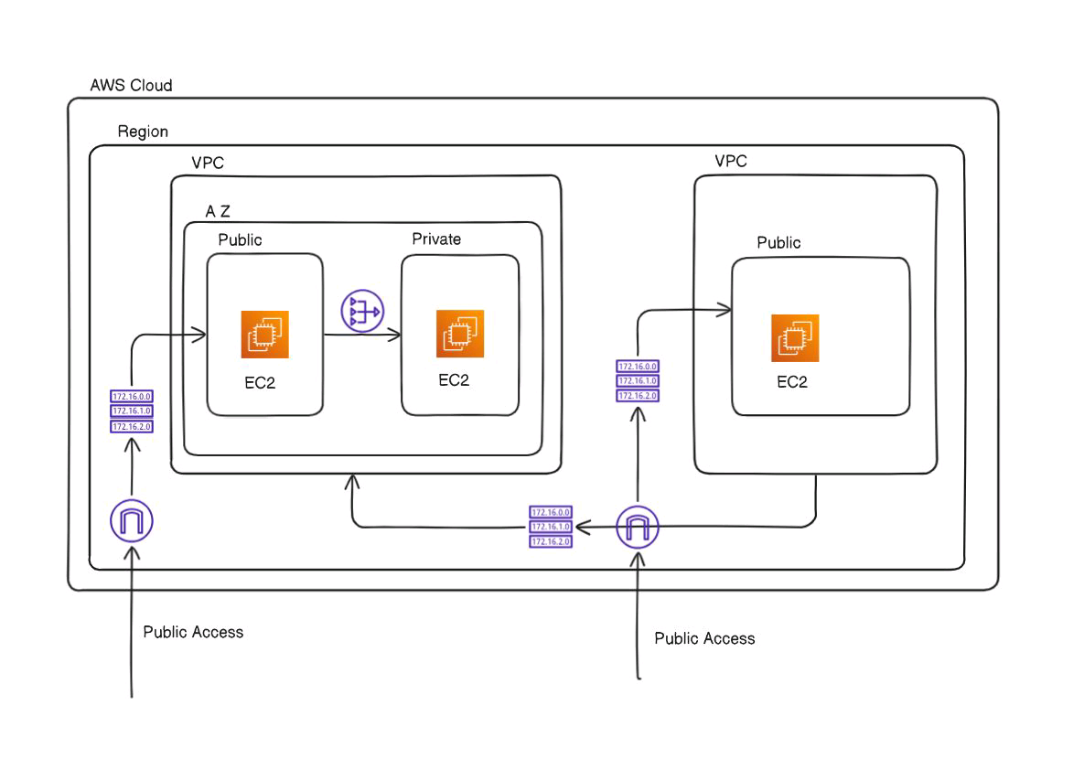 AWS Cloud
Region
VPC
VPC
A Z
Public
Private
Public
EC2
EC2
EC2
172.16.0.0
172.16.1.0
172.16.2.0
172.16.0.0
172.16.1.0
172.16.2.0
172.16.0.0
172.16.1.0
172.16.2.0
Public Access
Public Access